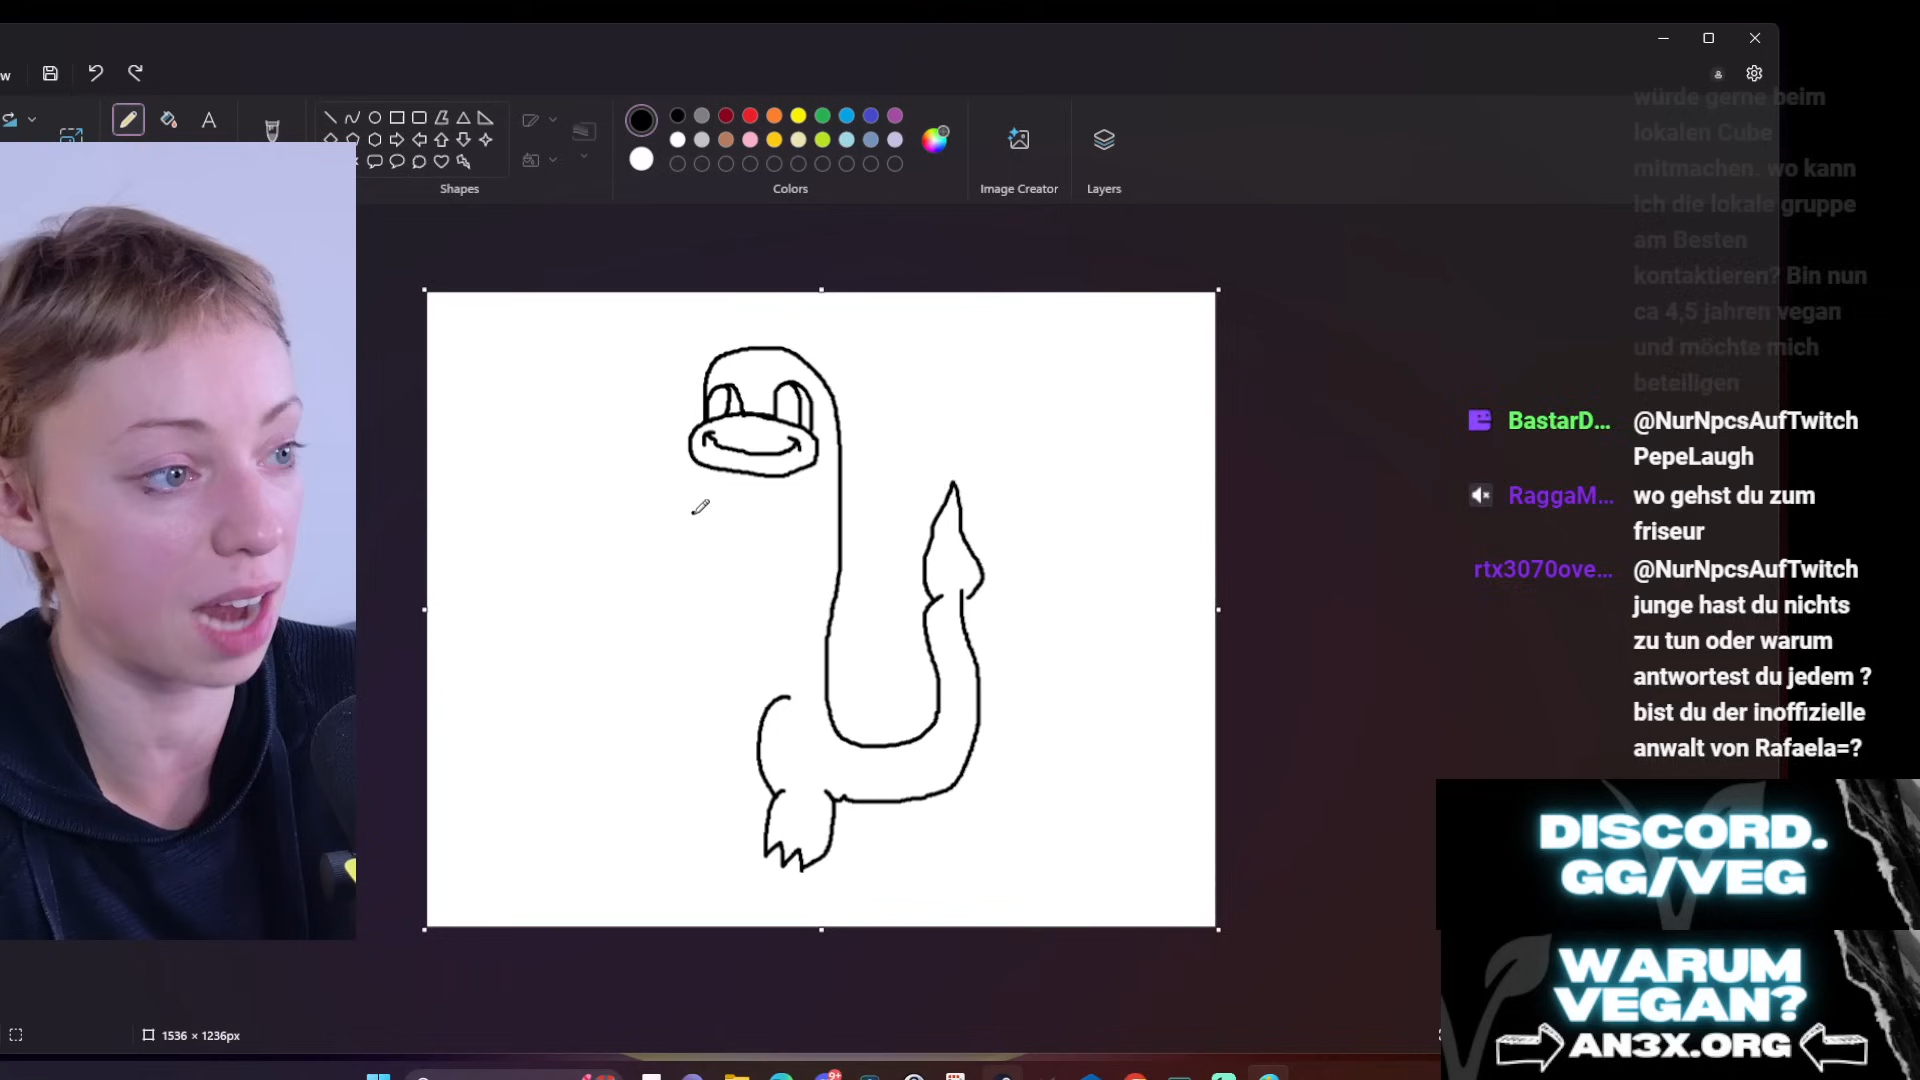 w
Shapes
Colors
Image Creator
Layers
würde gerne beim
lokalen Cube
mitmachen. wo kann
ich die lokale gruppe
am Besten
kontaktieren? Bin nun
ca 4,5 jahren vegan
und möchte mich
beteiligen
BastarD... @NurNpcsAufTwitch
PepeLaugh
RaggaM... wo gehst du zum
friseur
rtx3070ove... @NurNpcsAufTwitch
junge hast du nichts
zu tun oder warum
antwortest du jedem ?
bist du der inoffizielle
anwalt von Rafaela=?
DISCORD.
GG/VEG
WARUM
VEGAN?
AN3X.ORG
1536 × 1236px
9+